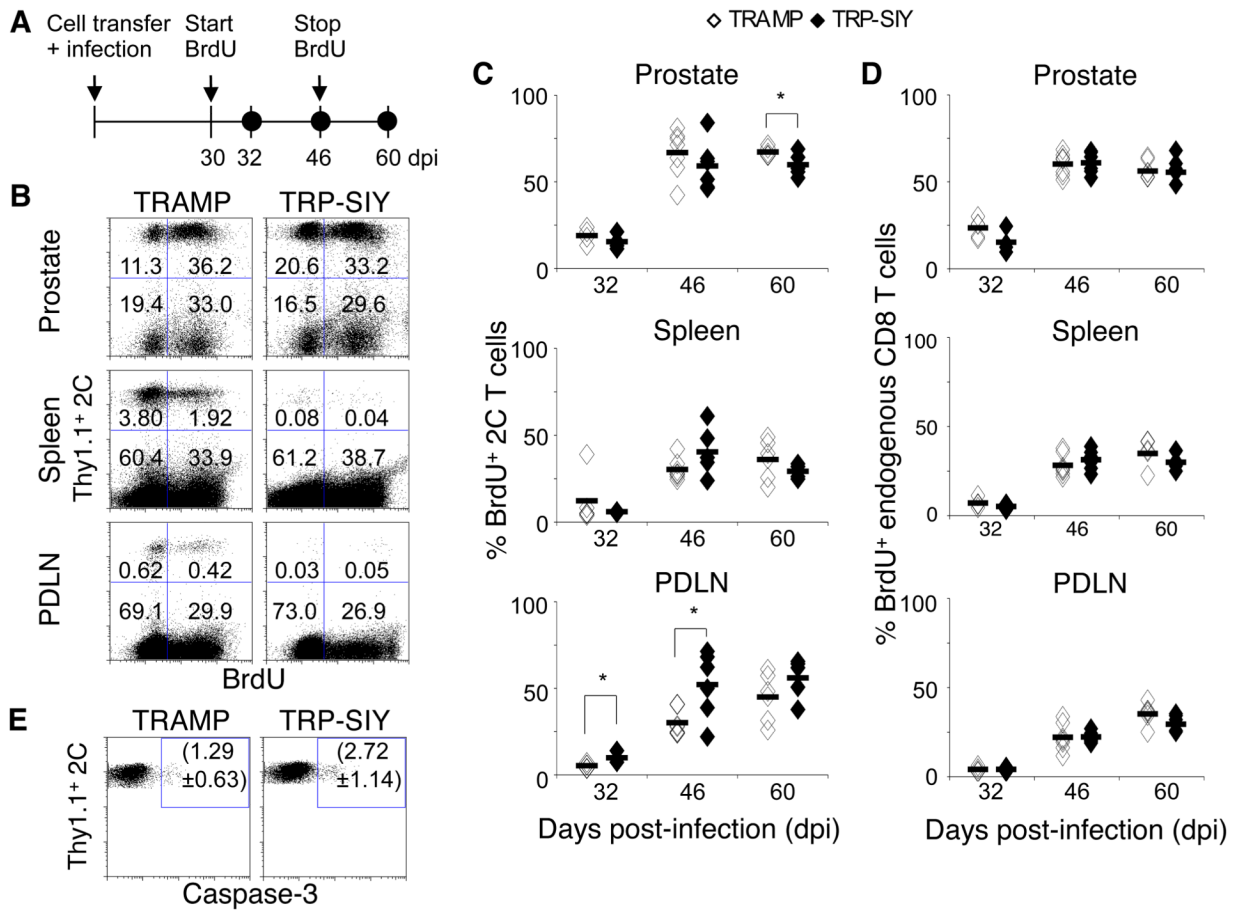 ◇ TRAMP ◆ TRP-SIY
A
Cell transfer
+ infection
Start
BrdU
Stop
BrdU
30 32 46 60 dpi
B
TRAMP TRP-SIY
Prostate
11.3 36.2 20.6 33.2
19.4 33.0 16.5 29.6
Spleen
Thy1.1+ 2C
3.80 1.92 0.08 0.04
60.4 33.9 61.2 38.7
PDLN
0.62 0.42 0.03 0.05
69.1 29.9 73.0 26.9
BrdU
E
TRAMP TRP-SIY
Thy1.1+ 2C
(1.29
±0.63)
(2.72
±1.14)
Caspase-3
C
% BrdU+ 2C T cells
Prostate
100
50
0
*
32 46 60
Spleen
100
50
0
32 46 60
PDLN
100
50
0
*
*
32 46 60
Days post-infection (dpi)
D
% BrdU+ endogenous CD8 T cells
Prostate
100
50
0
32 46 60
Spleen
100
50
0
32 46 60
PDLN
100
50
0
32 46 60
Days post-infection (dpi)